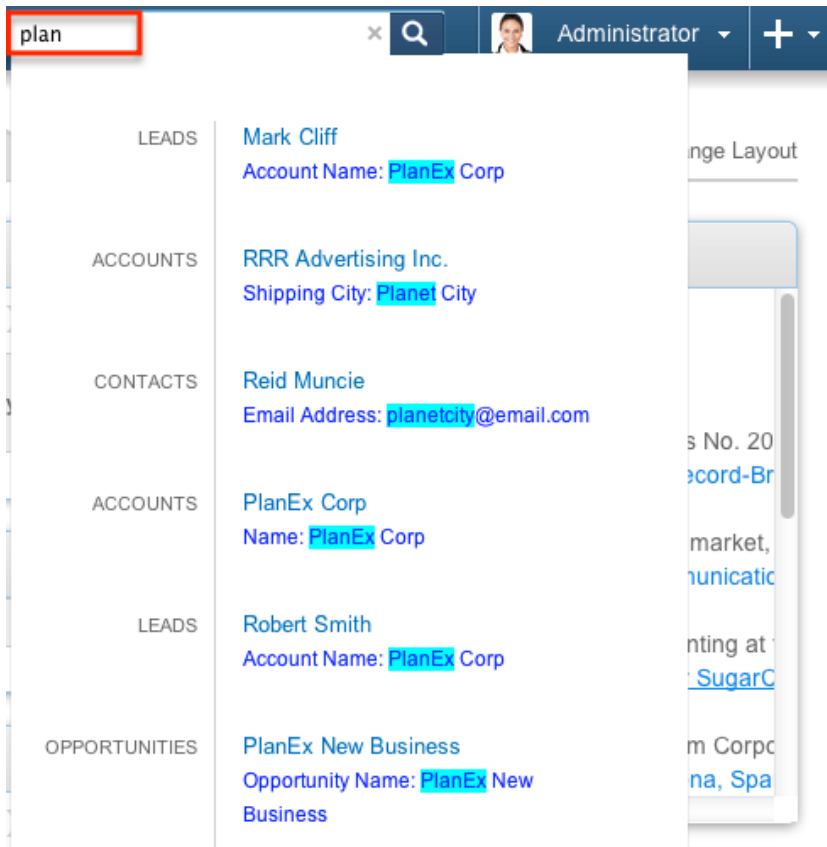 plan
Administrator
nge Layout
LEADS
Mark Cliff
Account Name: PlanEx Corp
ACCOUNTS
RRR Advertising Inc.
Shipping City: Planet City
CONTACTS
Reid Muncie
Email Address: planetcity@email.com
s No. 20
ecord-Br
ACCOUNTS
PlanEx Corp
Name: PlanEx Corp
market,
unicatio
LEADS
Robert Smith
Account Name: PlanEx Corp
nting at
SugarC
OPPORTUNITIES
PlanEx New Business
Opportunity Name: PlanEx New
Business
m Corpo
na, Spa